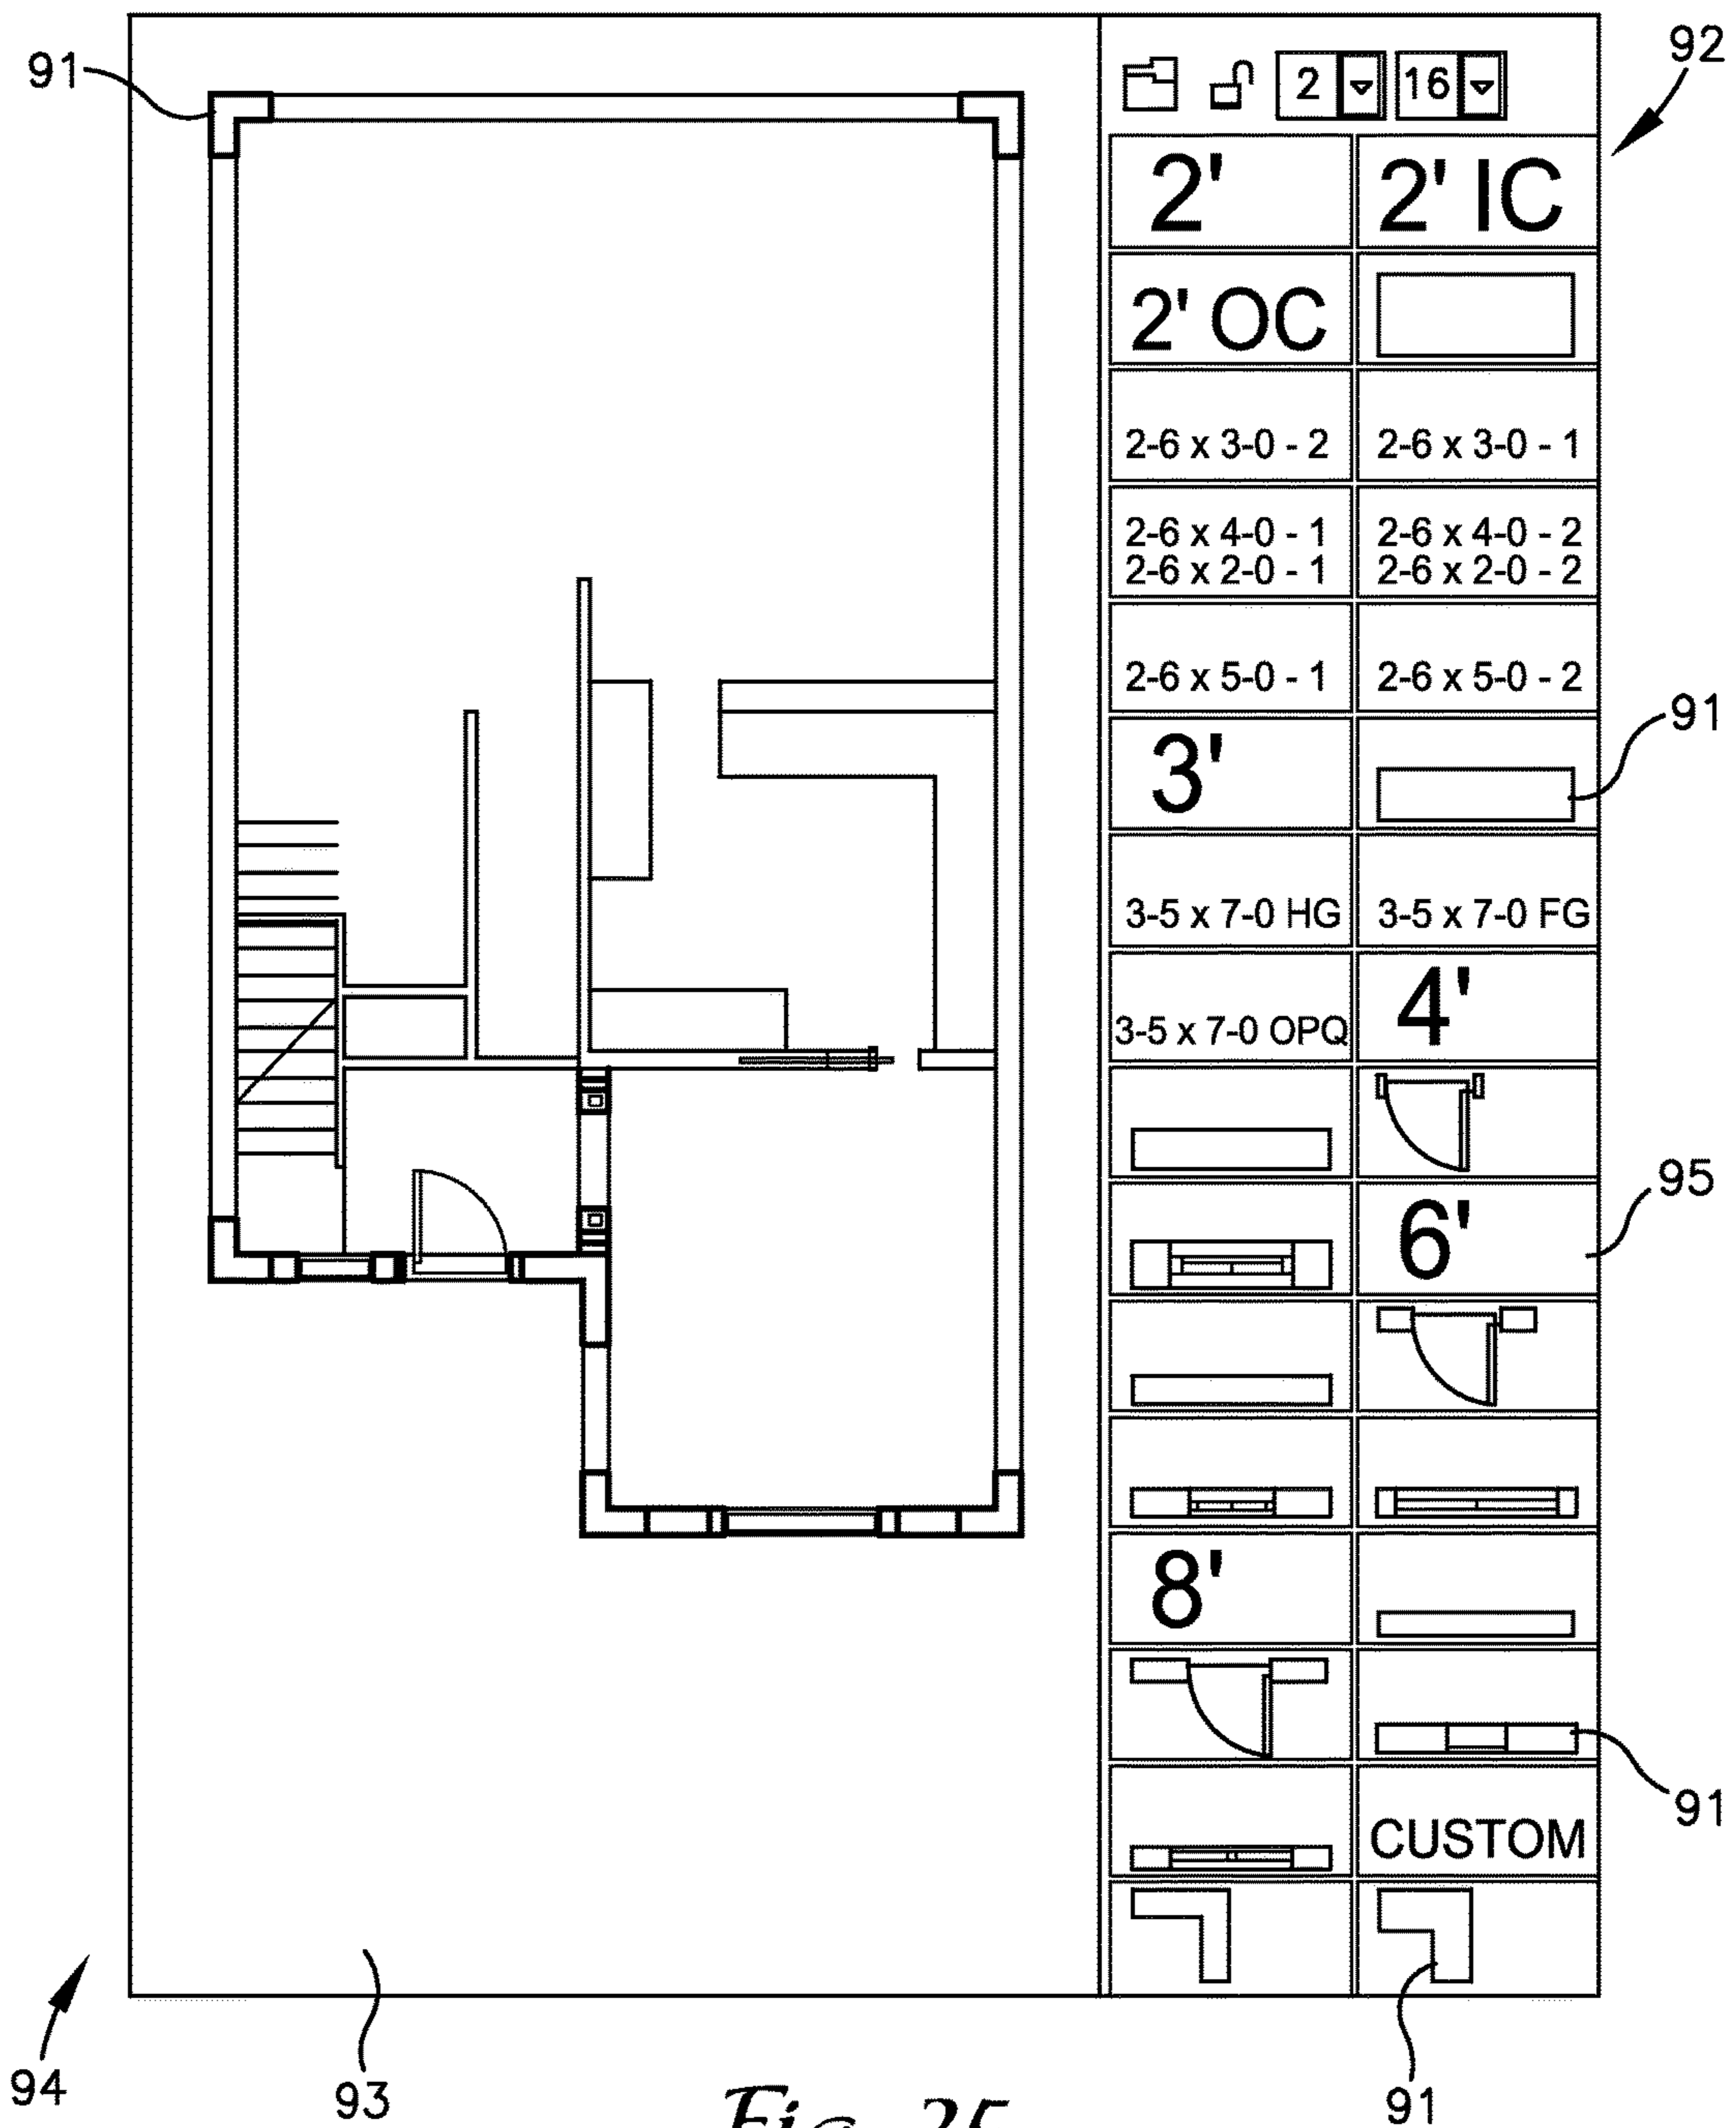 91
92
2 16
2' 2' IC
2' OC
2-6 x 3-0 - 2 2-6 x 3-0 - 1
2-6 x 4-0 - 1 2-6 x 4-0 - 2
2-6 x 2-0 - 1 2-6 x 2-0 - 2
2-6 x 5-0 - 1 2-6 x 5-0 - 2
3'
91
3-5 x 7-0 HG 3-5 x 7-0 FG
3-5 x 7-0 OPQ 4'
95
6'
8'
91
CUSTOM
94
93
91
Fig. 25